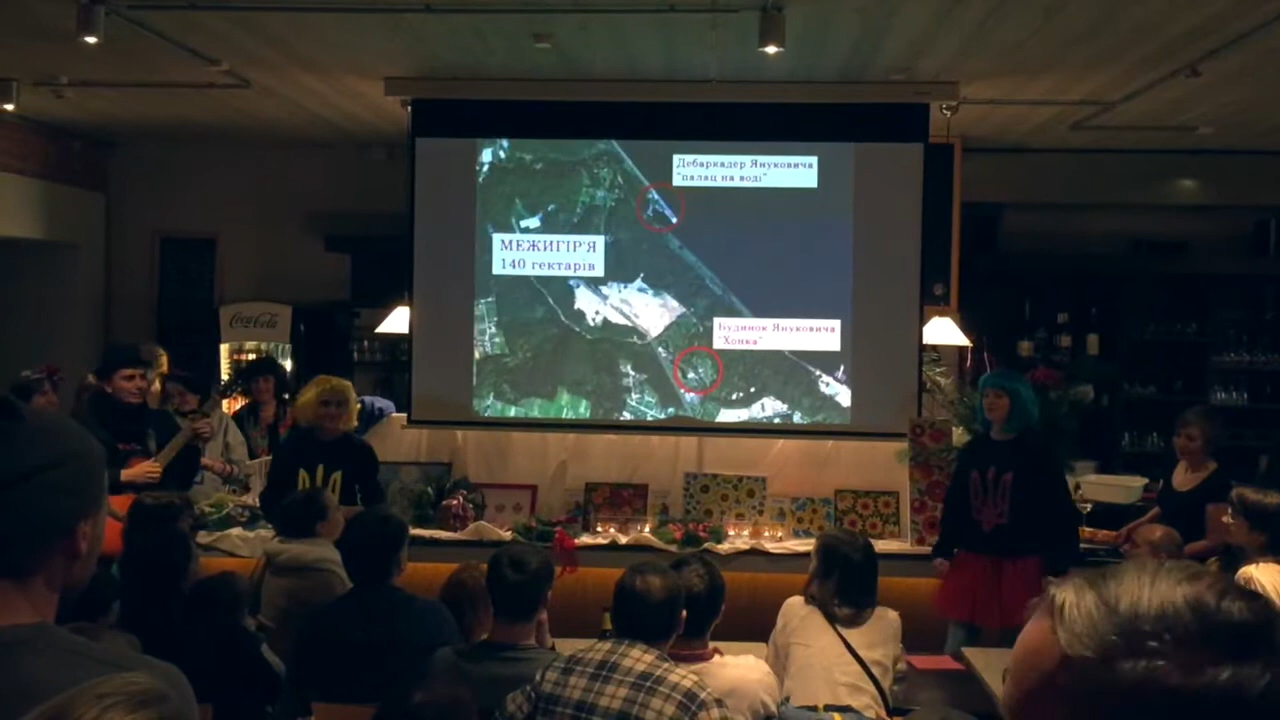 Дебаркадер Януковича
"палац на воді"
МЕЖИГІР'Я
140 гектарів
Будинок Януковича
"Хонка"
Coca-Cola